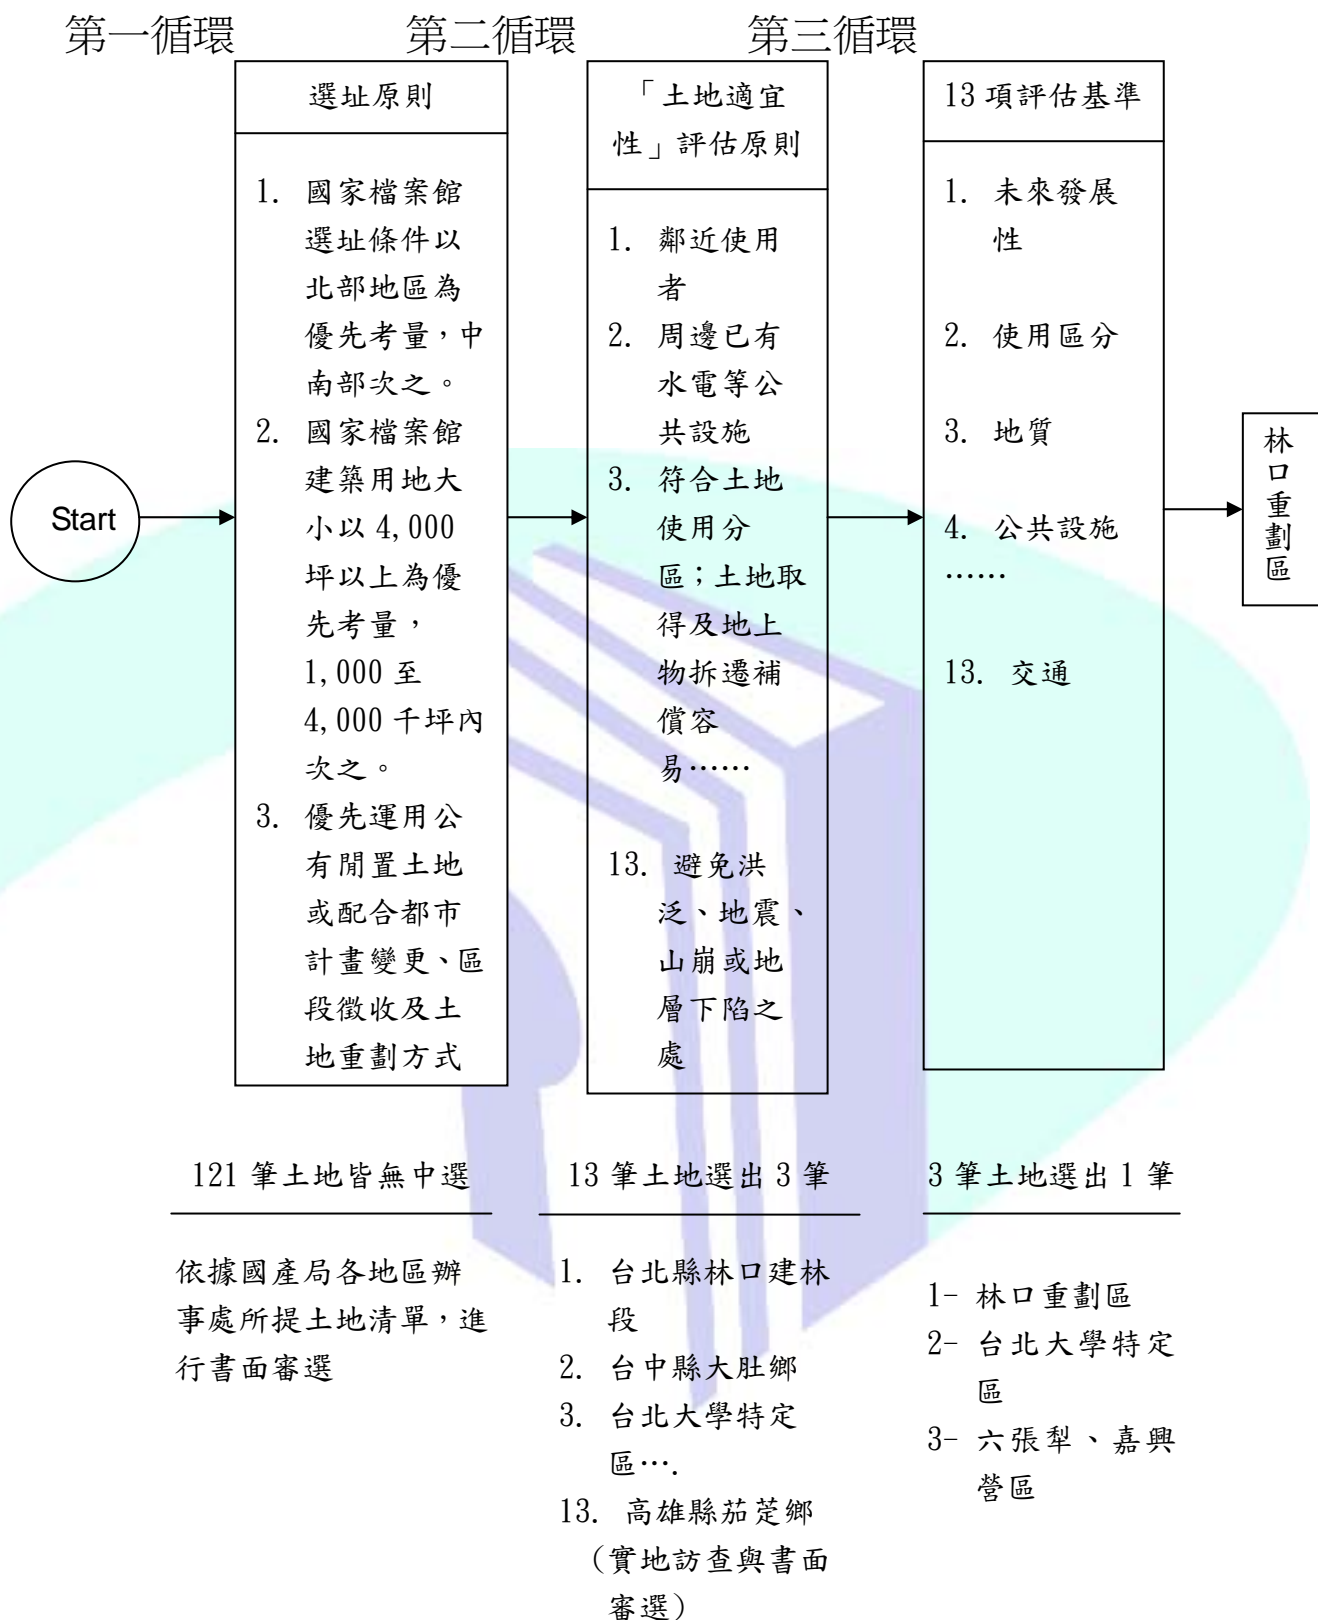 第一循環
第二循環
第三循環
Start
選址原則
1. 國家檔案館
選址條件以
北部地區為
優先考量，中
南部次之。
2. 國家檔案館
建築用地大
小以 4,000
坪以上為優
先考量，
1,000 至
4,000 千坪內
次之。
3. 優先運用公
有閒置土地
或配合都市
計畫變更、區
段徵收及土
地重劃方式
「土地適宜
性」評估原則
1. 鄰近使用
者
2. 周邊已有
水電等公
共設施
3. 符合土地
使用分
區；土地取
得及地上
物拆遷補
償容
易……
13. 避免洪
泛、地震、
山崩或地
層下陷之
處
13 項評估基準
1. 未來發展
性
2. 使用區分
3. 地質
4. 公共設施
……
13. 交通
林
口
重
劃
區
121 筆土地皆無中選
依據國產局各地區辦
事處所提土地清單，進
行書面審選
13 筆土地選出 3 筆
1. 台北縣林口建林
段
2. 台中縣大肚鄉
3. 台北大學特定
區….
13. 高雄縣茄萣鄉
（實地訪查與書面
審選）
3 筆土地選出 1 筆
1- 林口重劃區
2- 台北大學特定
區
3- 六張犁、嘉興
營區